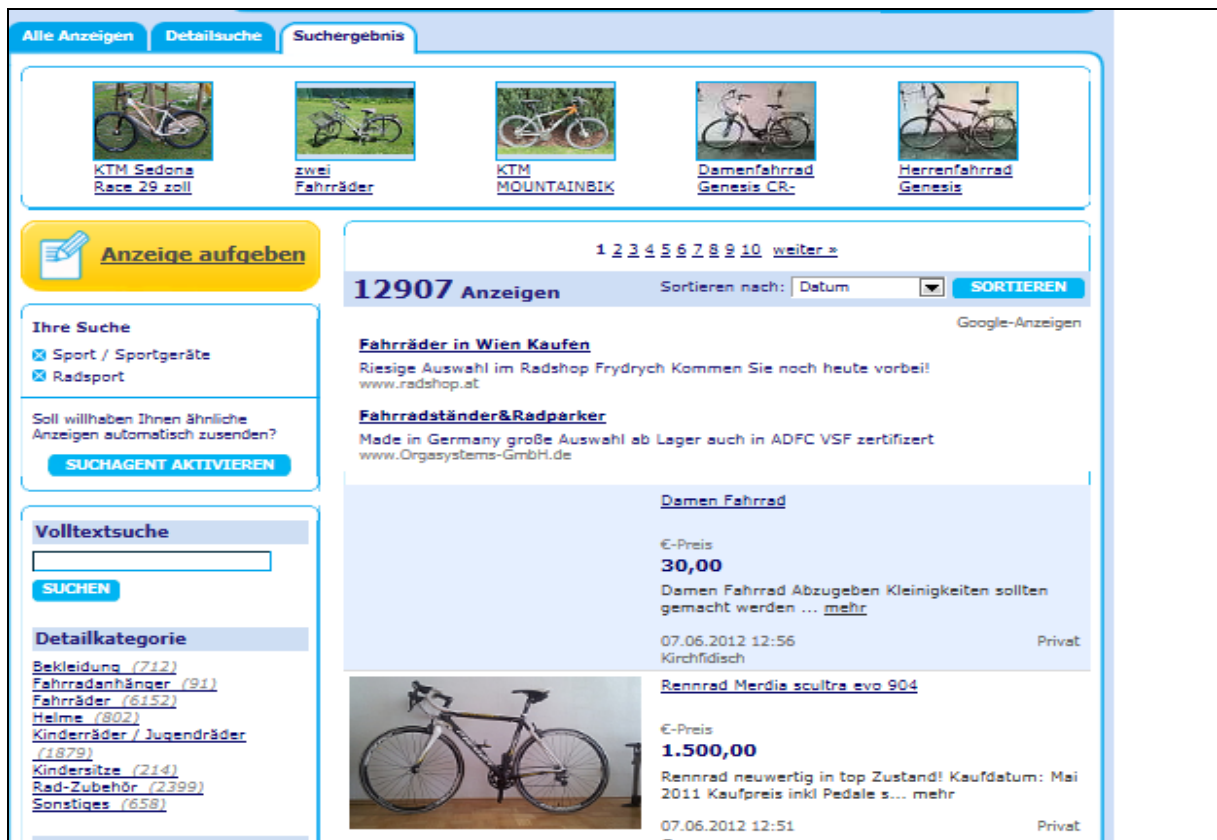 Alle Anzeigen Detailsuche Suchergebnis
KTM Sedona
Race 29 zoll
zwei
Fahrräder
KTM
MOUNTAINBIK
Damenfahrrad
Genesis CR-
Herrenfahrrad
Genesis
Anzeige aufgeben
Ihre Suche
Sport / Sportgeräte
Radsport
Soll willhaben Ihnen ähnliche
Anzeigen automatisch zusenden?
SUCHAGENT AKTIVIEREN
Volltextsuche
SUCHEN
Detailkategorie
Bekleidung (712)
Fahrradanhänger (91)
Fahrräder (6152)
Helme (802)
Kinderräder / Jugendräder
(1879)
Kindersitze (214)
Rad-Zubehör (2399)
Sonstiges (658)
1 2 3 4 5 6 7 8 9 10 weiter »
12907 Anzeigen Sortieren nach: Datum SORTIEREN
Google-Anzeigen
Fahrräder in Wien Kaufen
Riesige Auswahl im Radshop Frydrych Kommen Sie noch heute vorbei!
www.radshop.at
Fahrradständer&Radparker
Made in Germany große Auswahl ab Lager auch in ADFC VSF zertifizert
www.Orgasystems-GmbH.de
Damen Fahrrad
€-Preis
30,00
Damen Fahrrad Abzugeben Kleinigkeiten sollten
gemacht werden ... mehr
07.06.2012 12:56 Privat
Kirchfidisch
Rennrad Merdia scultra evo 904
€-Preis
1.500,00
Rennrad neuwertig in top Zustand! Kaufdatum: Mai
2011 Kaufpreis inkl Pedale s... mehr
07.06.2012 12:51 Privat